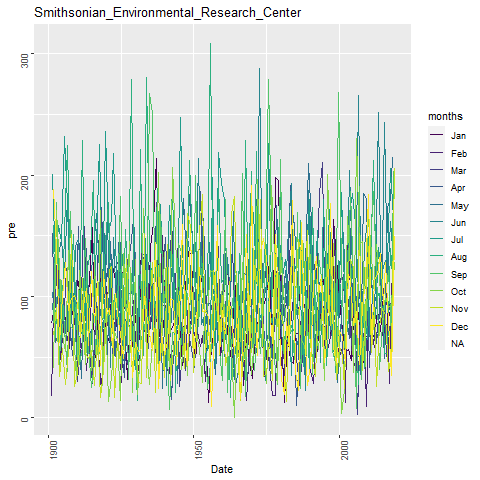 Smithsonian_Environmental_Research_Center
300
200
100
0
pre
1900
1950
2000
Date
months
Jan
Feb
Mar
Apr
May
Jun
Jul
Aug
Sep
Oct
Nov
Dec
NA